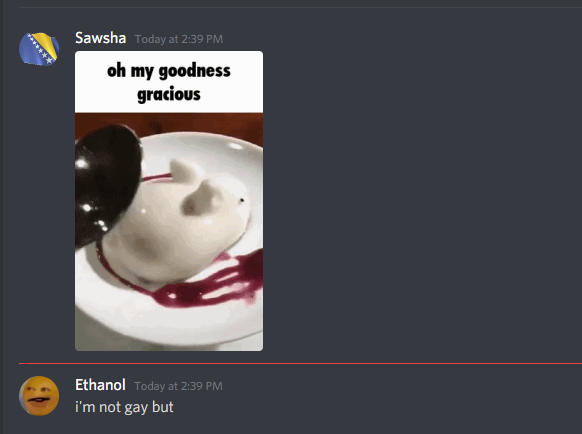 Sawsha Today at 2:39 PM
oh my goodness
gracious
Ethanol Today at 2:39 PM
i'm not gay but